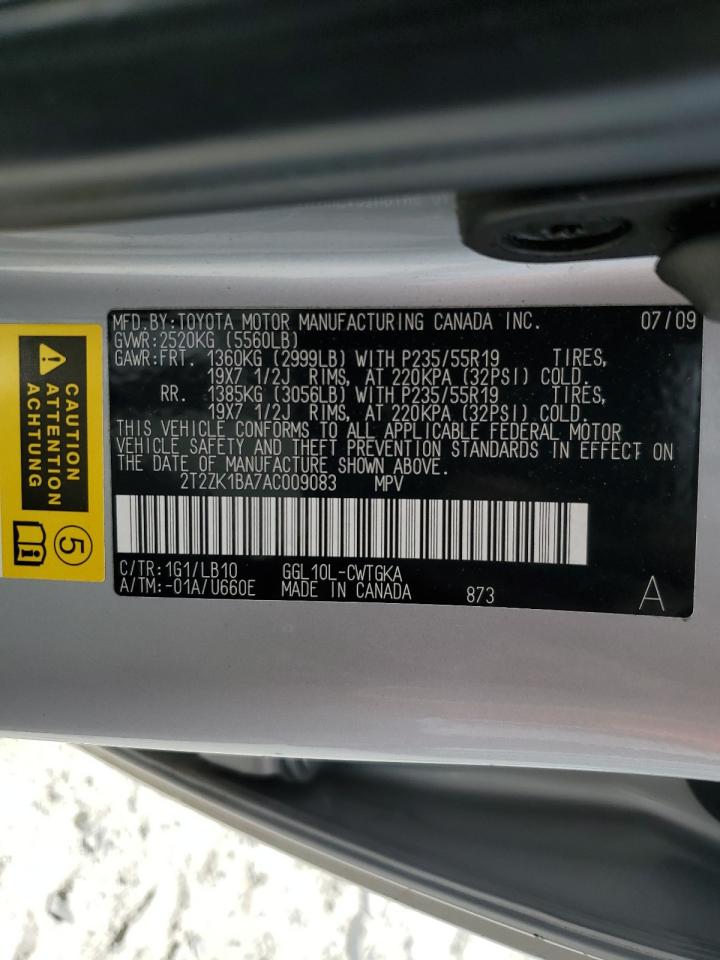 MFD.BY:TOYOTA MOTOR MANUFACTURING CANADA INC. 07/09
GVWR:2520KG (5560LB)
GAWR:FRT. 1360KG (2999LB) WITH P235/55R19 TIRES,
19X7 1/2J RIMS, AT 220KPA (32PSI) COLD.
RR. 1385KG (3056LB) WITH P235/55R19 TIRES,
19X7 1/2J RIMS, AT 220KPA (32PSI) COLD.
THIS VEHICLE CONFORMS TO ALL APPLICABLE FEDERAL MOTOR
VEHICLE SAFETY AND THEFT PREVENTION STANDARDS IN EFFECT ON
THE DATE OF MANUFACTURE SHOWN ABOVE.
2T2ZK1BA7AC009083 MPV
C/TR:1G1/LB10 GGL10L-CWTGKA
A/TM:-01A/U660E MADE IN CANADA 873 A
CAUTION
ATTENTION
ACHTUNG
5